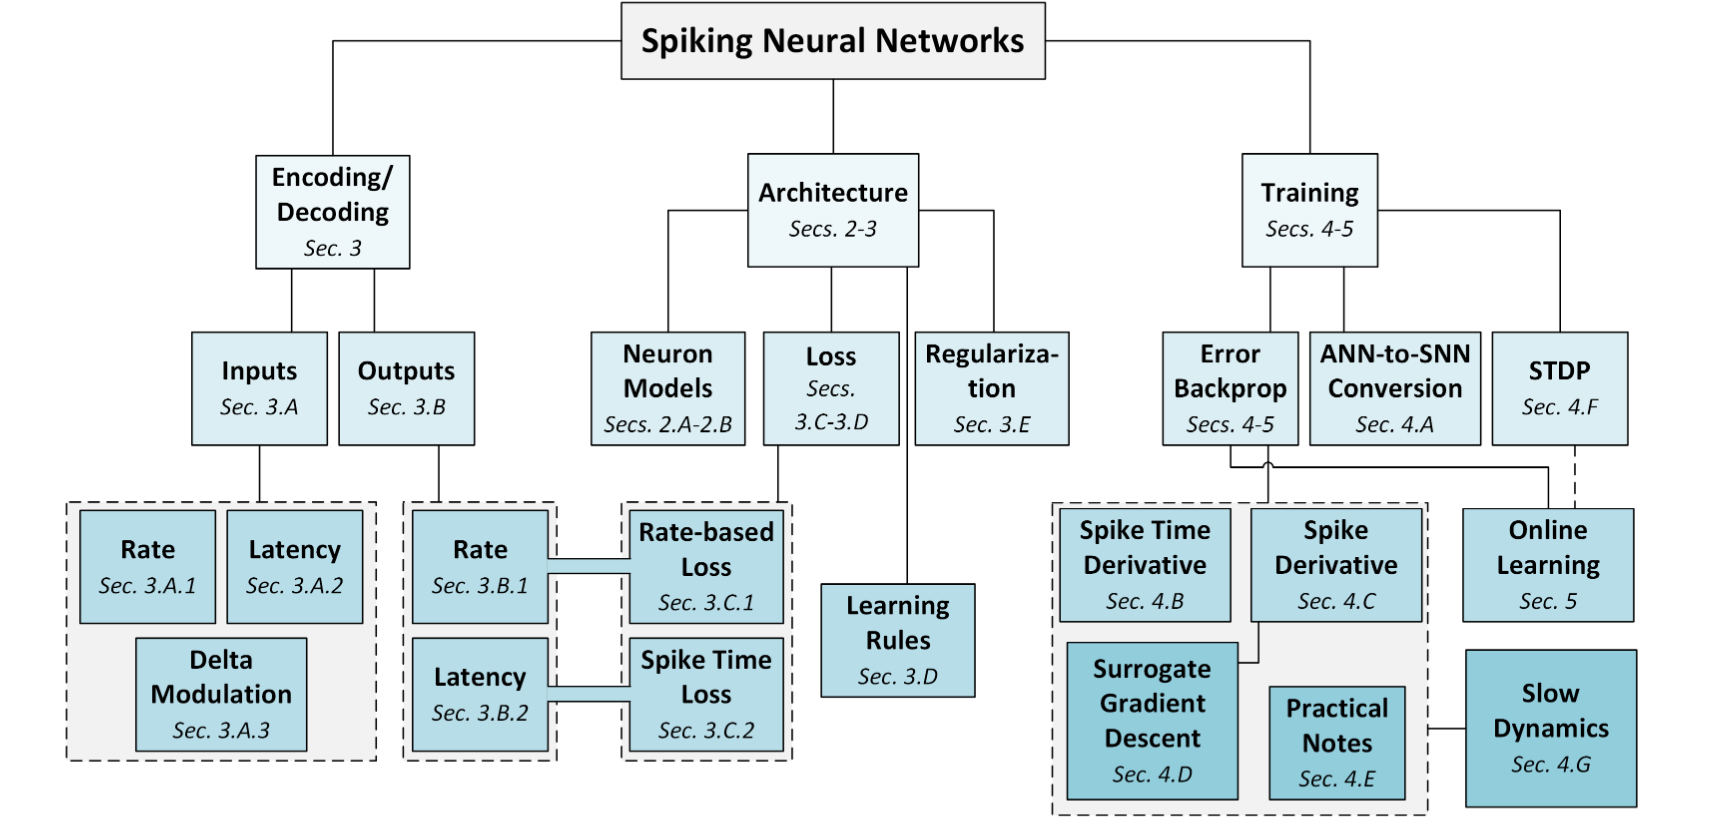 Spiking Neural Networks
Encoding/
Decoding
Sec. 3
Architecture
Secs. 2-3
Training
Secs. 4-5
Inputs
Sec. 3.A
Outputs
Sec. 3.B
Neuron
Models
Secs. 2.A-2.B
Loss
Secs.
3.C-3.D
Regulariza-
tion
Sec. 3.E
Error
Backprop
Secs. 4-5
ANN-to-SNN
Conversion
Sec. 4.A
STDP
Sec. 4.F
Rate
Sec. 3.A.1
Latency
Sec. 3.A.2
Delta
Modulation
Sec. 3.A.3
Rate
Sec. 3.B.1
Latency
Sec. 3.B.2
Rate-based
Loss
Sec. 3.C.1
Spike Time
Loss
Sec. 3.C.2
Learning
Rules
Sec. 3.D
Spike Time
Derivative
Sec. 4.B
Spike
Derivative
Sec. 4.C
Surrogate
Gradient
Descent
Sec. 4.D
Practical
Notes
Sec. 4.E
Online
Learning
Sec. 5
Slow
Dynamics
Sec. 4.G